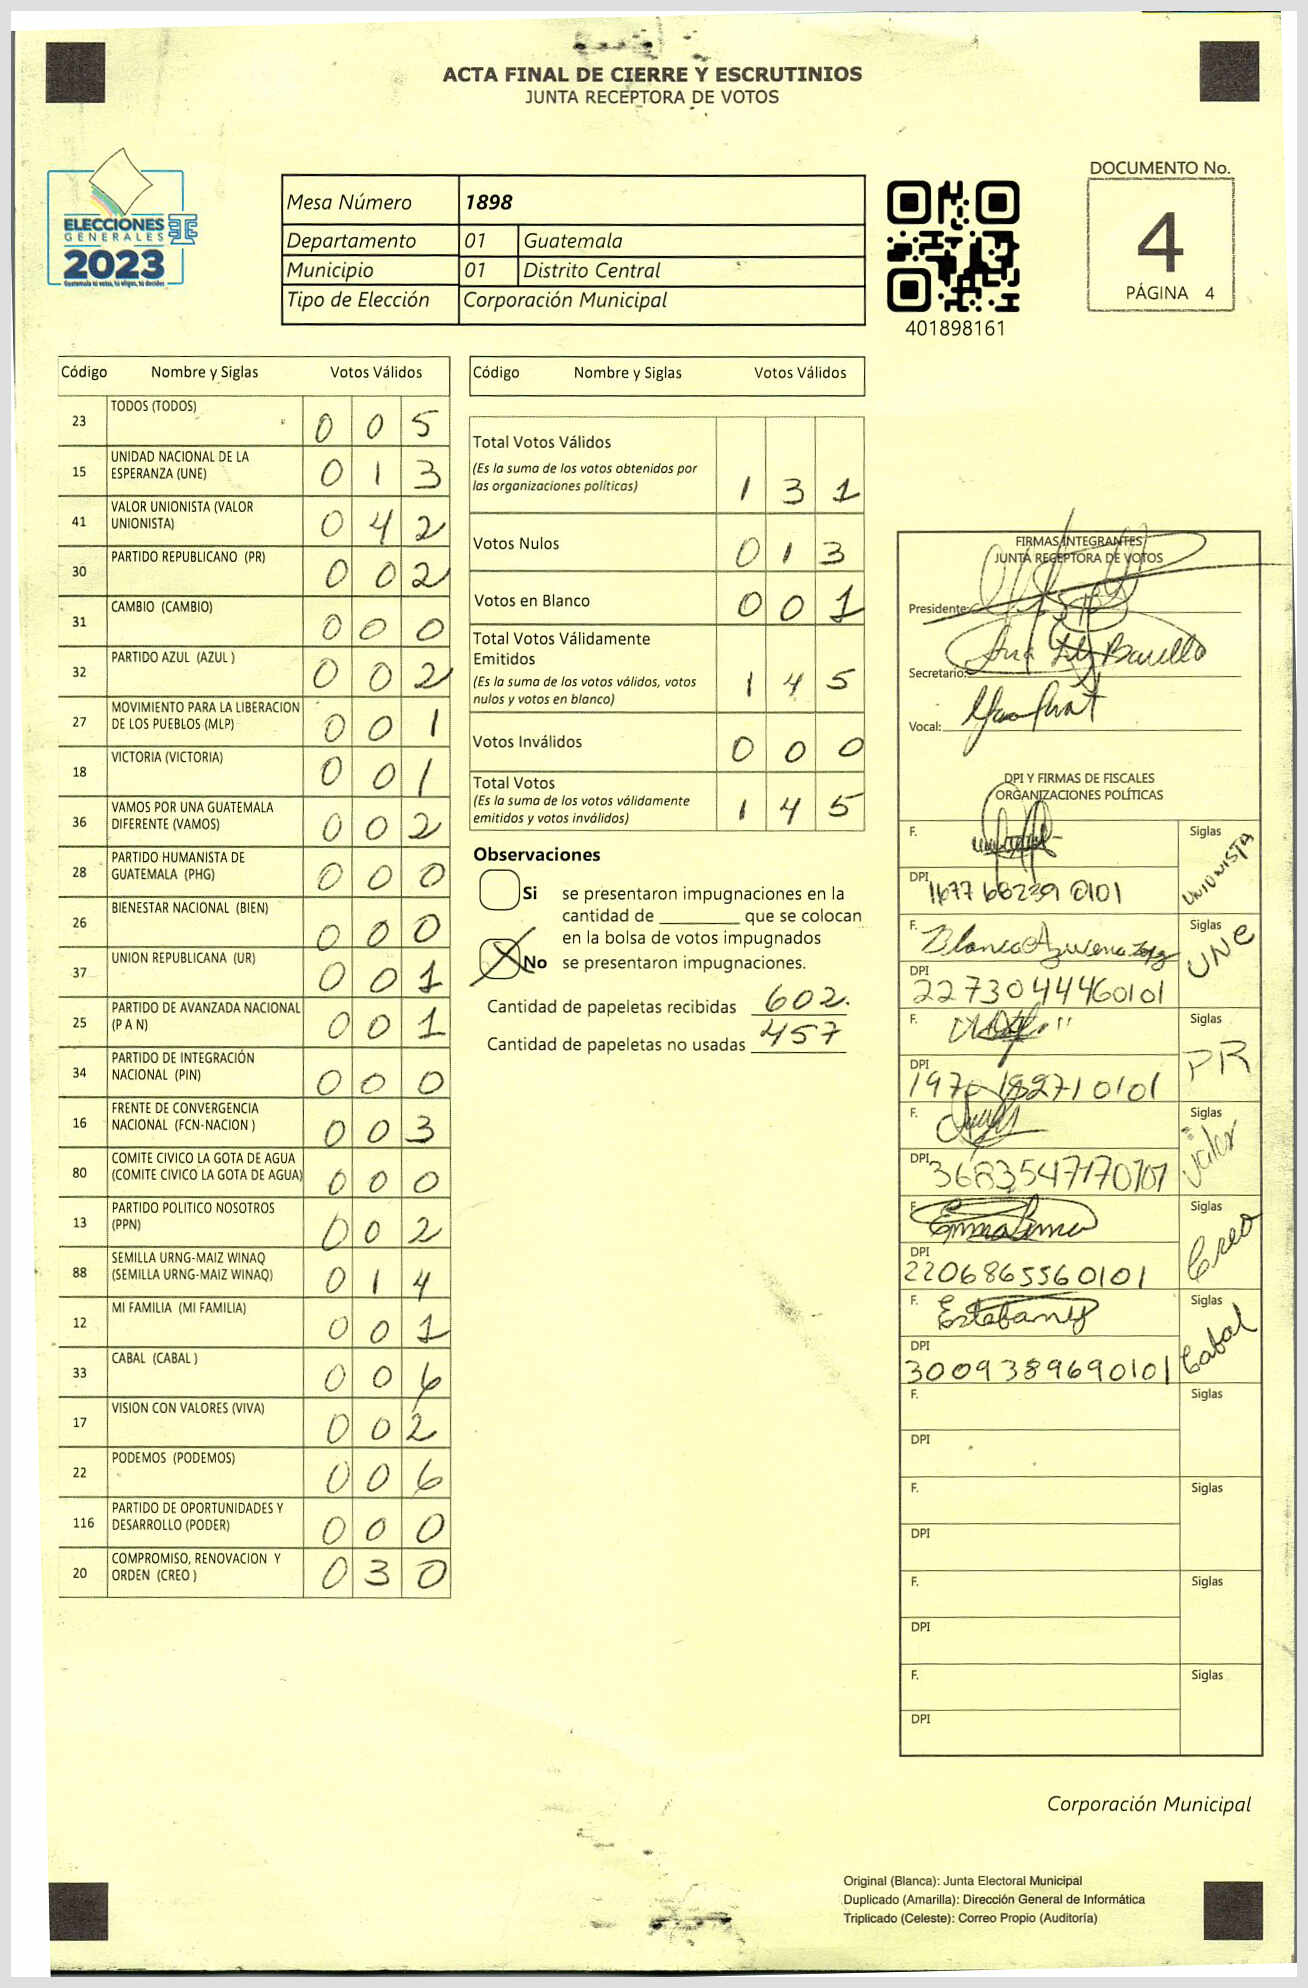 ACTA FINAL DE CIERRE Y ESCRUTINIOS
JUNTA RECEPTORA DE VOTOS
ELECCIONES
GENERALES
2023
Guatemala tú votas, tú eliges, tú decides
Mesa Número 1898
Departamento 01 Guatemala
Municipio 01 Distrito Central
Tipo de Elección Corporación Municipal
401898161
DOCUMENTO No.
4
PÁGINA 4
Código Nombre y Siglas Votos Válidos
23 TODOS (TODOS) 0 0 5
15 UNIDAD NACIONAL DE LA
ESPERANZA (UNE) 0 1 3
41 VALOR UNIONISTA (VALOR
UNIONISTA) 0 4 2
30 PARTIDO REPUBLICANO (PR) 0 0 2
31 CAMBIO (CAMBIO) 0 0 0
32 PARTIDO AZUL (AZUL ) 0 0 2
27 MOVIMIENTO PARA LA LIBERACION
DE LOS PUEBLOS (MLP) 0 0 1
18 VICTORIA (VICTORIA) 0 0 1
36 VAMOS POR UNA GUATEMALA
DIFERENTE (VAMOS) 0 0 2
28 PARTIDO HUMANISTA DE
GUATEMALA (PHG) 0 0 0
26 BIENESTAR NACIONAL (BIEN) 0 0 0
37 UNION REPUBLICANA (UR) 0 0 1
25 PARTIDO DE AVANZADA NACIONAL
(P A N) 0 0 1
34 PARTIDO DE INTEGRACIÓN
NACIONAL (PIN) 0 0 0
16 FRENTE DE CONVERGENCIA
NACIONAL (FCN-NACION ) 0 0 3
80 COMITE CIVICO LA GOTA DE AGUA
(COMITE CIVICO LA GOTA DE AGUA) 0 0 0
13 PARTIDO POLITICO NOSOTROS
(PPN) 0 0 2
88 SEMILLA URNG-MAIZ WINAQ
(SEMILLA URNG-MAIZ WINAQ) 0 1 4
12 MI FAMILIA (MI FAMILIA) 0 0 1
33 CABAL (CABAL ) 0 0 6
17 VISION CON VALORES (VIVA) 0 0 2
22 PODEMOS (PODEMOS) 0 0 6
116 PARTIDO DE OPORTUNIDADES Y
DESARROLLO (PODER) 0 0 0
20 COMPROMISO, RENOVACION Y
ORDEN (CREO ) 0 3 0
Código Nombre y Siglas Votos Válidos
Total Votos Válidos
(Es la suma de los votos obtenidos por
las organizaciones políticas) 1 3 1
Votos Nulos 0 1 3
Votos en Blanco 0 0 1
Total Votos Válidamente
Emitidos
(Es la suma de los votos válidos, votos
nulos y votos en blanco) 1 4 5
Votos Inválidos 0 0 0
Total Votos
(Es la suma de los votos válidamente
emitidos y votos inválidos) 1 4 5
Observaciones
Si se presentaron impugnaciones en la
cantidad de ________ que se colocan
en la bolsa de votos impugnados
No se presentaron impugnaciones.
Cantidad de papeletas recibidas 602.
Cantidad de papeletas no usadas 457
FIRMAS INTEGRANTES
JUNTA RECEPTORA DE VOTOS
Presidente:
Secretario:
Vocal:
DPI Y FIRMAS DE FISCALES
ORGANIZACIONES POLÍTICAS
F. Siglas UNIONISTA
DPI 1677 68239 0101
F. Blanca Azucena Siglas UNE
DPI 2273044460101
F. Siglas PR
DPI 1970 18271 0101
F. Siglas Valor
DPI
F. Siglas Creo
DPI 2206865560101
F. Estefany Siglas Cabal
DPI 3009389690101
F. Siglas
DPI
F. Siglas
DPI
F. Siglas
DPI
F. Siglas
DPI
Corporación Municipal
Original (Blanca): Junta Electoral Municipal
Duplicado (Amarilla): Dirección General de Informática
Triplicado (Celeste): Correo Propio (Auditoría)